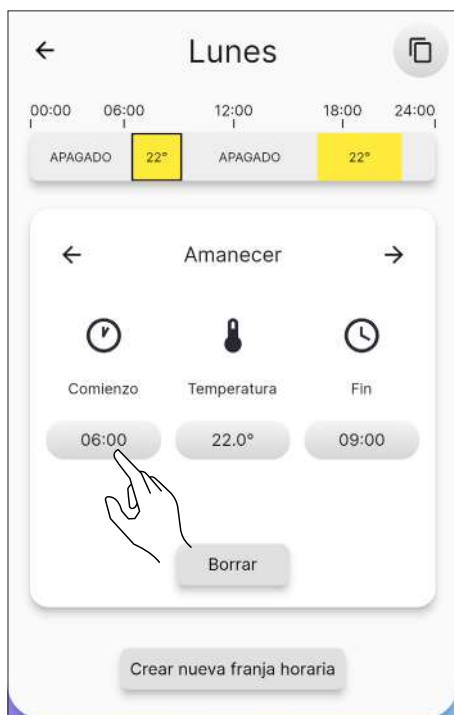 Lunes
00:00 06:00 12:00 18:00 24:00
APAGADO 22° APAGADO 22°
Amanecer
Comienzo Temperatura Fin
06:00 22.0° 09:00
Borrar
Crear nueva franja horaria